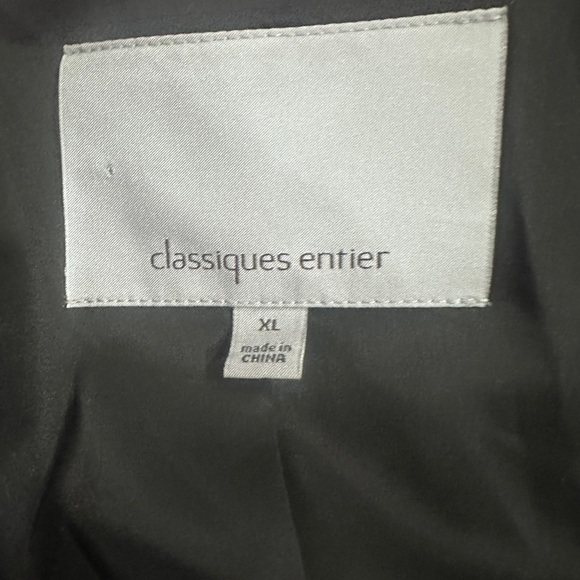 classiques entier
XL
made in
CHINA